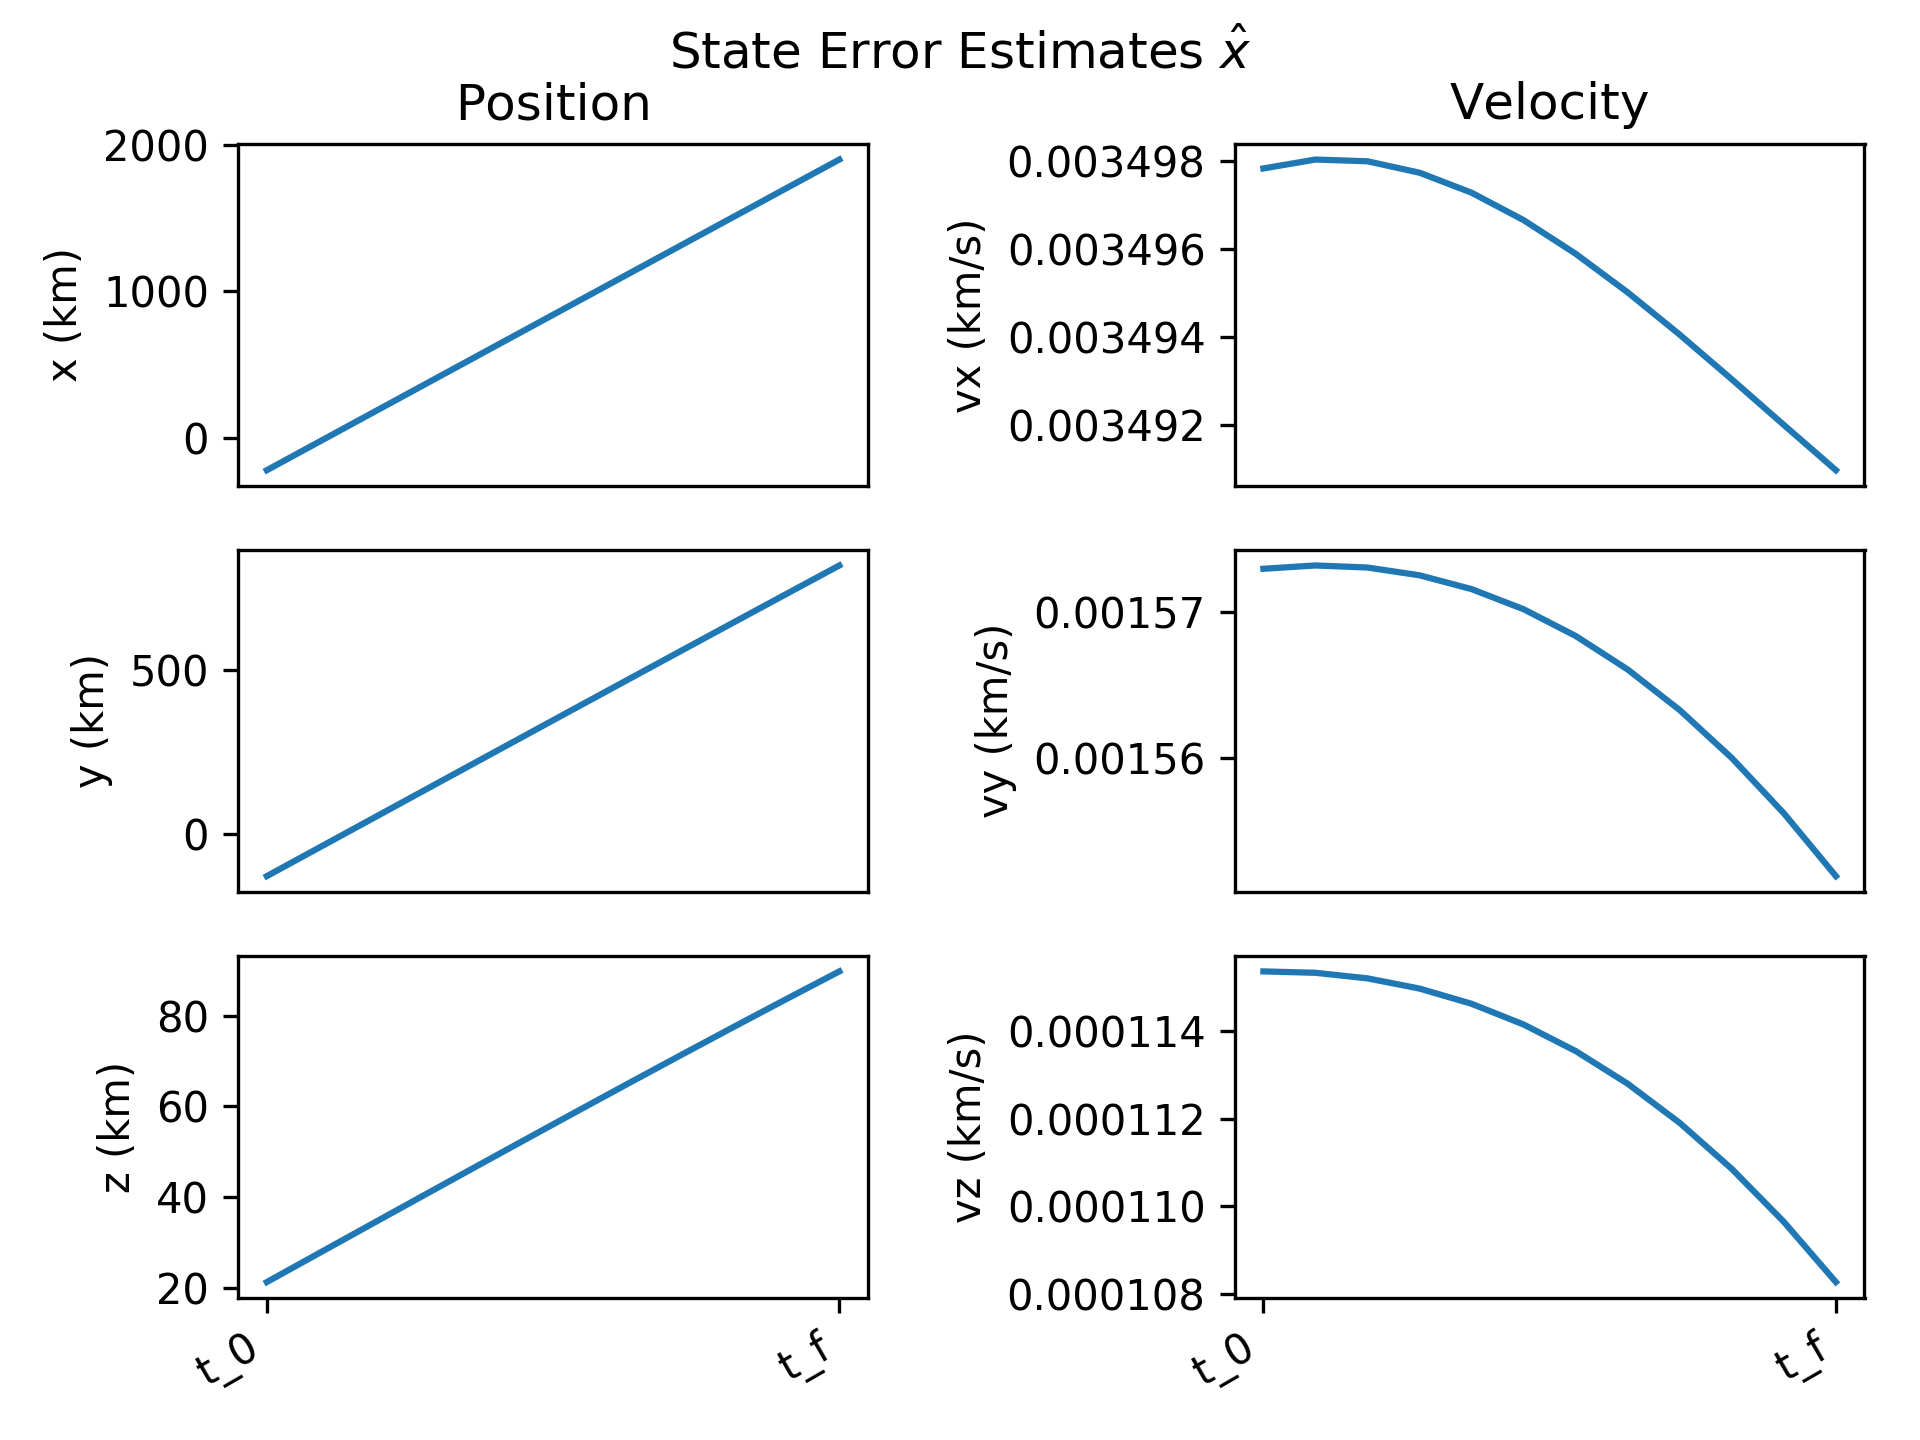 State Error Estimates x̂
Position
Velocity
x (km)
2000
1000
0
vx (km/s)
0.003498
0.003496
0.003494
0.003492
y (km)
500
0
vy (km/s)
0.00157
0.00156
z (km)
80
60
40
20
t_0
t_f
vz (km/s)
0.000114
0.000112
0.000110
0.000108
t_0
t_f